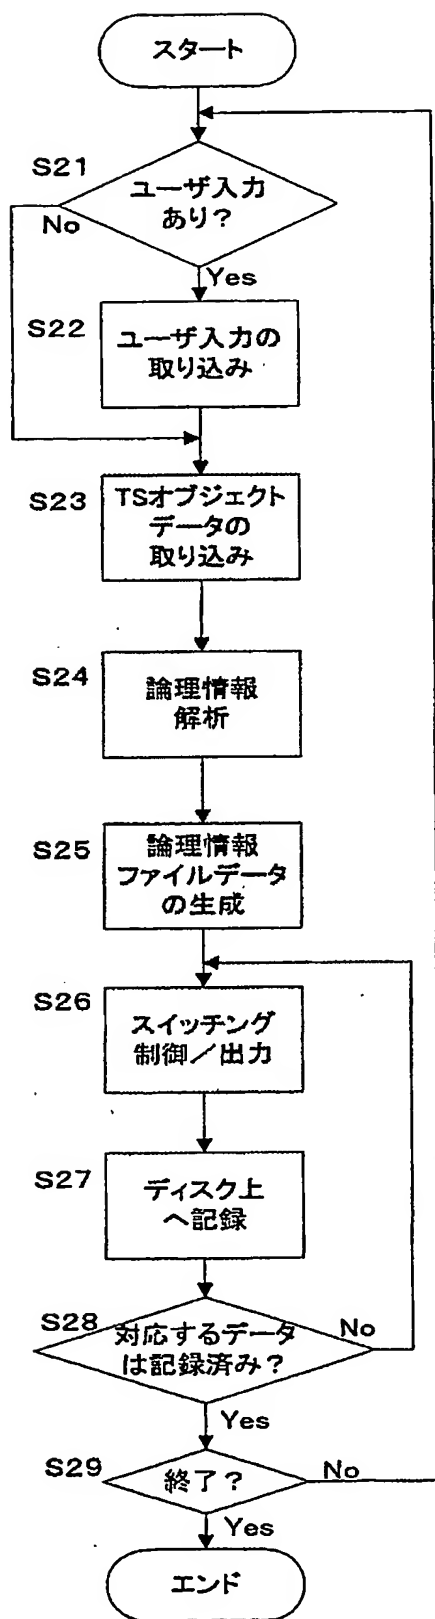 スタート
S21
ユーザ入力
あり?
No
Yes
S22
ユーザ入力の
取り込み
S23
TSオブジェクト
データの
取り込み
S24
論理情報
解析
S25
論理情報
ファイルデータ
の生成
S26
スイッチング
制御/出力
S27
ディスク上
へ記録
S28
対応するデータ
は記録済み?
No
Yes
S29
終了?
No
Yes
エンド